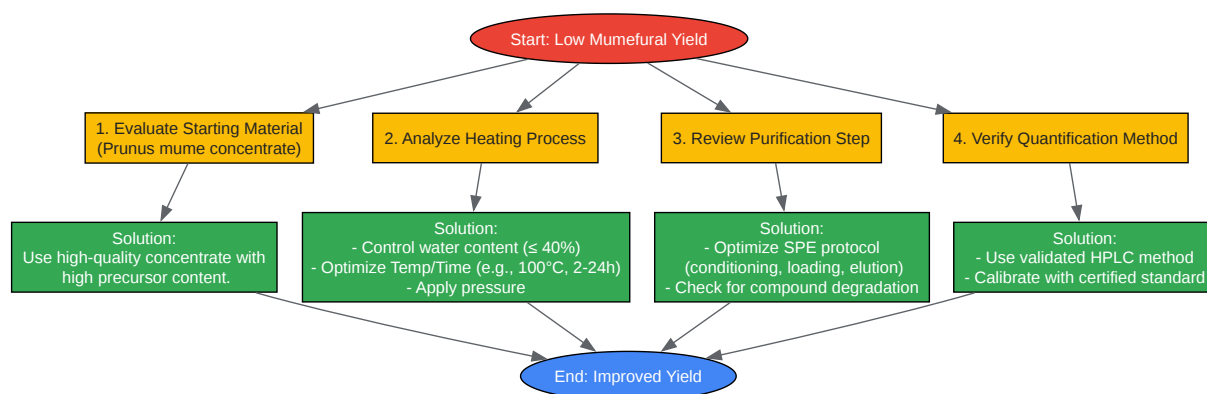 Start: Low Mumefural Yield
1. Evaluate Starting Material
(Prunus mume concentrate)
2. Analyze Heating Process
3. Review Purification Step
4. Verify Quantification Method
Solution:
Use high-quality concentrate with
high precursor content.
Solution:
- Control water content (≤ 40%)
- Optimize Temp/Time (e.g., 100°C, 2-24h)
- Apply pressure
Solution:
- Optimize SPE protocol
(conditioning, loading, elution)
- Check for compound degradation
Solution:
- Use validated HPLC method
- Calibrate with certified standard
End: Improved Yield